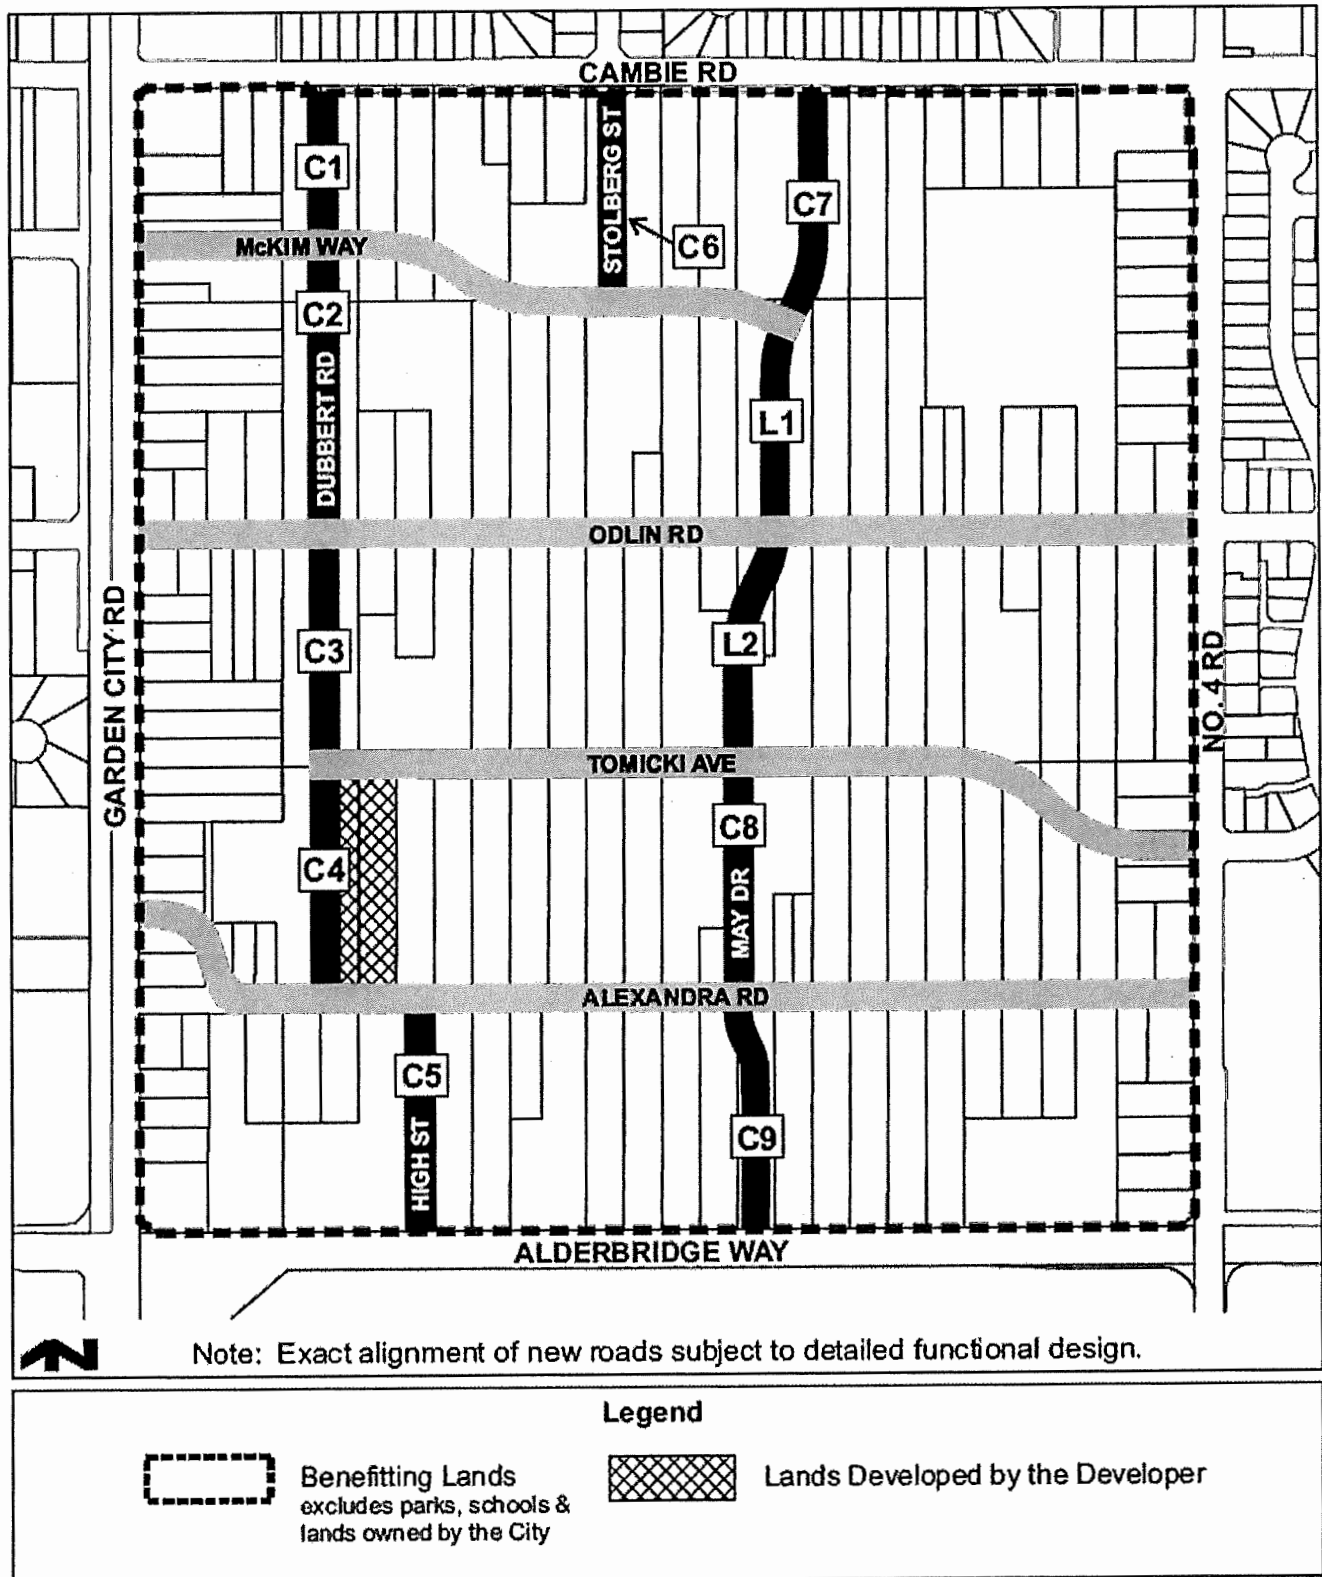 CAMBIE RD
C1
STOLBERG ST
C7
McKIM WAY
C6
C2
DUBBERT RD
L1
ODLIN RD
GARDEN CITY RD
C3
L2
NO. 4 RD
TOMICKI AVE
C8
C4
MAY DR
ALEXANDRA RD
C5
HIGH ST
C9
ALDERBRIDGE WAY
N
Note: Exact alignment of new roads subject to detailed functional design.
Legend
Benefitting Lands
excludes parks, schools &
lands owned by the City
Lands Developed by the Developer